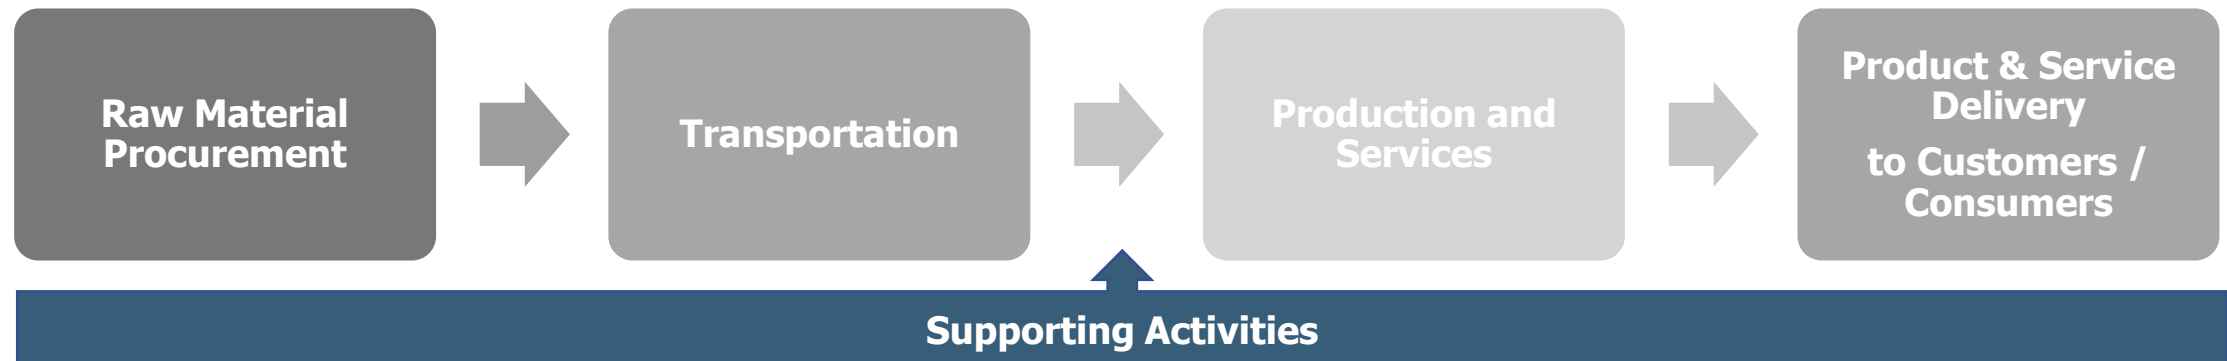 Raw Material
Procurement
Transportation
Production and
Services
Product & Service
Delivery
to Customers /
Consumers
Supporting Activities